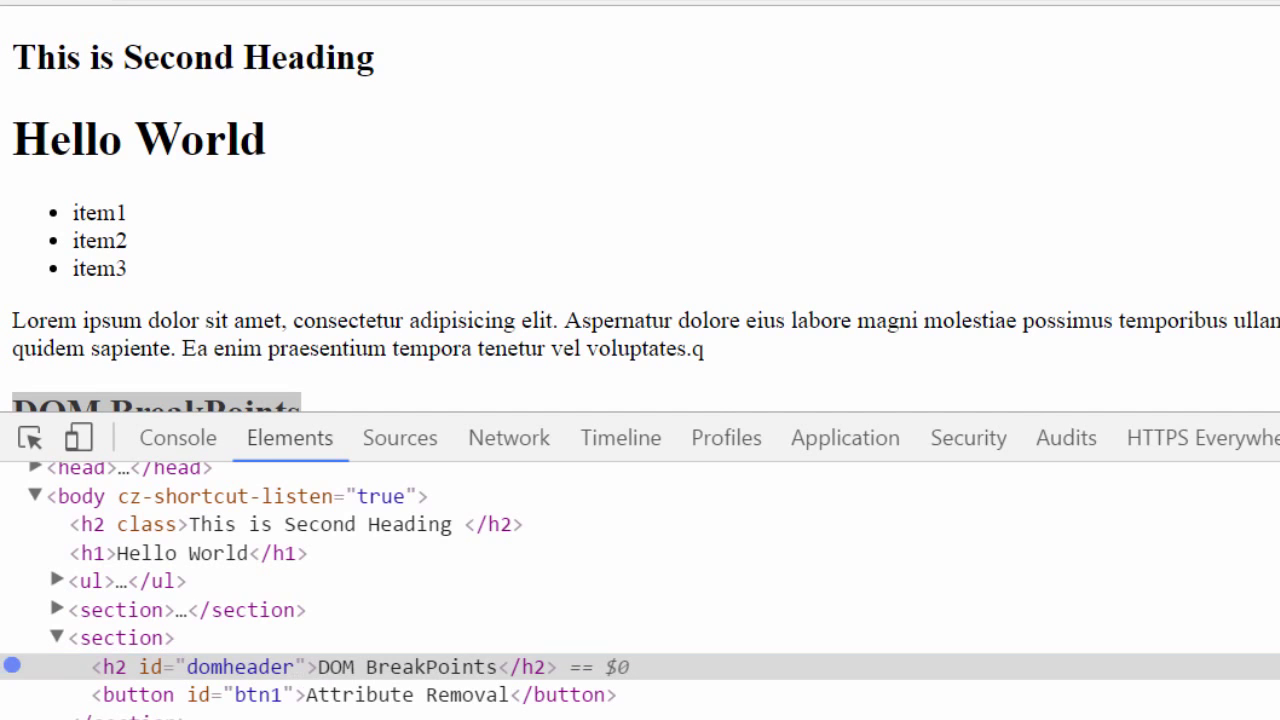 This is Second Heading
Hello World
item1
item2
item3
Lorem ipsum dolor sit amet, consectetur adipisicing elit. Aspernatur dolore eius labore magni molestiae possimus temporibus ullam
quidem sapiente. Ea enim praesentium tempora tenetur vel voluptates.q
DOM BreakPoints
Console Elements Sources Network Timeline Profiles Application Security Audits HTTPS Everywhe
<head>…</head>
<body cz-shortcut-listen="true">
<h2 class>This is Second Heading </h2>
<h1>Hello World</h1>
<ul>…</ul>
<section>…</section>
<section>
<h2 id="domheader">DOM BreakPoints</h2> == $0
<button id="btn1">Attribute Removal</button>
</section>